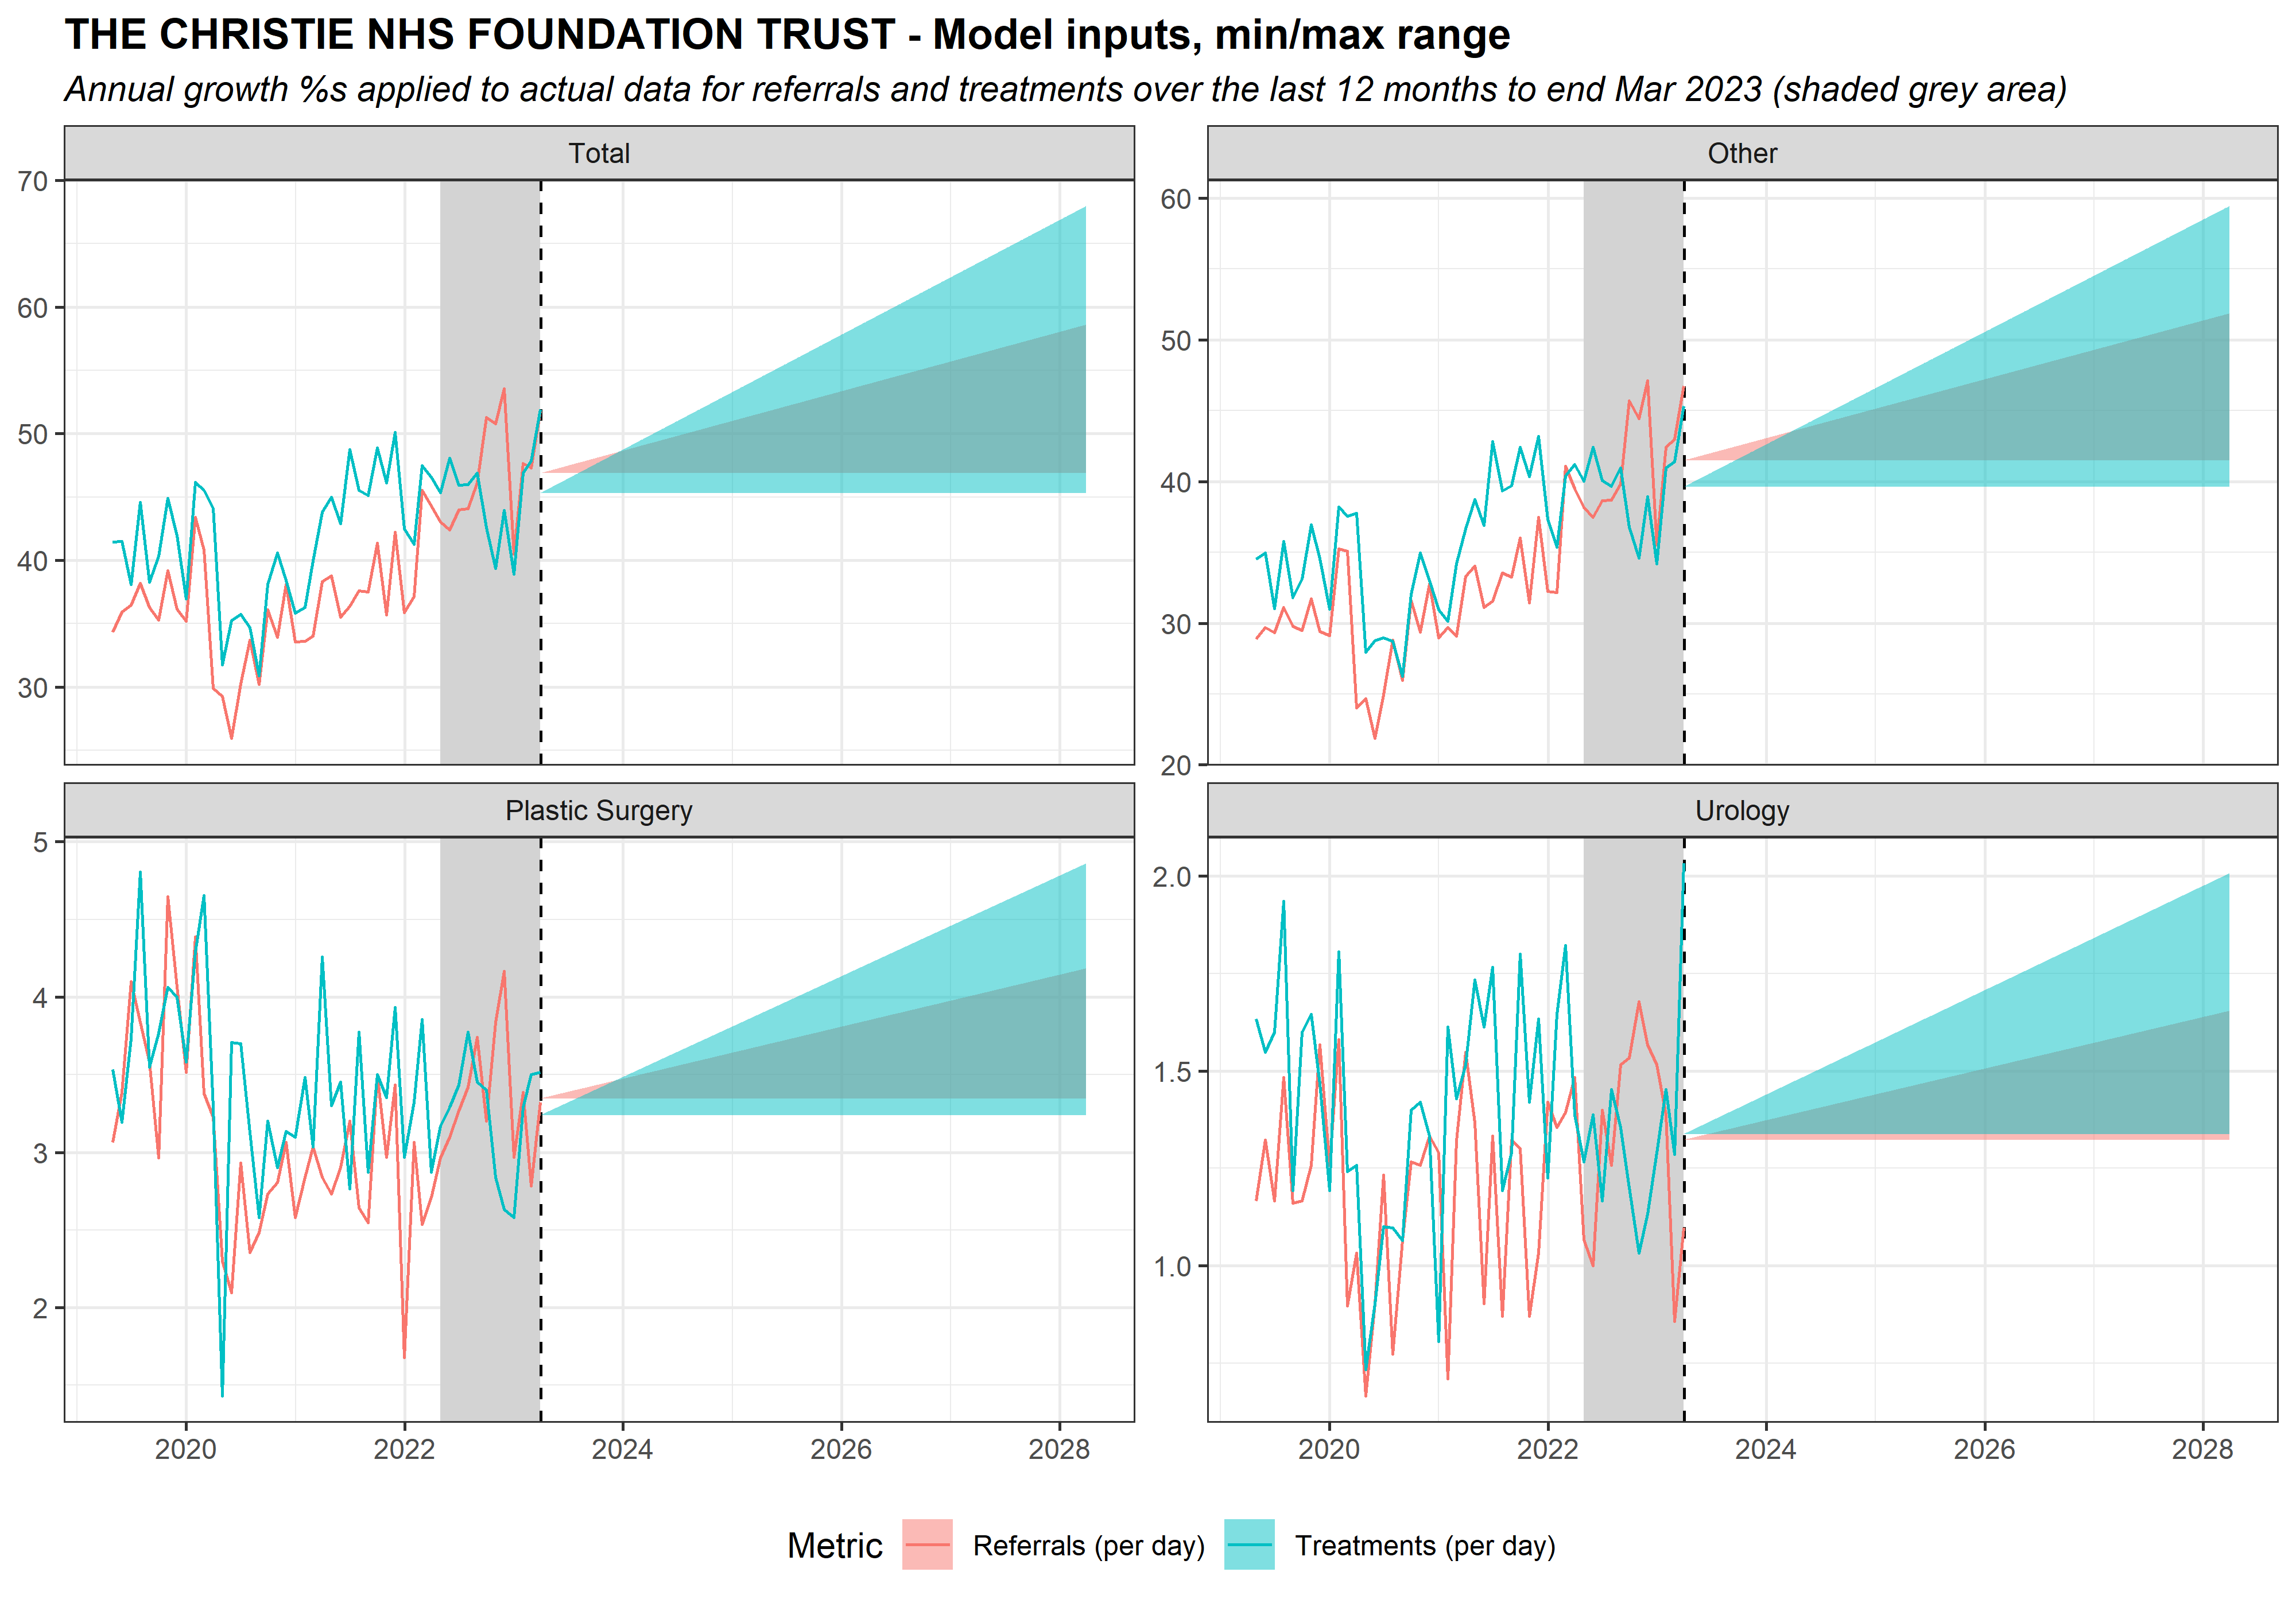 THE CHRISTIE NHS FOUNDATION TRUST - Model inputs, min/max range
Annual growth %s applied to actual data for referrals and treatments over the last 12 months to end Mar 2023 (shaded grey area)
Total
70
60
50
40
30
Other
60
50
40
30
20
Plastic Surgery
5
4
3
2
2020 2022 2024 2026 2028
Urology
2.0
1.5
1.0
2020 2022 2024 2026 2028
Metric Referrals (per day) Treatments (per day)